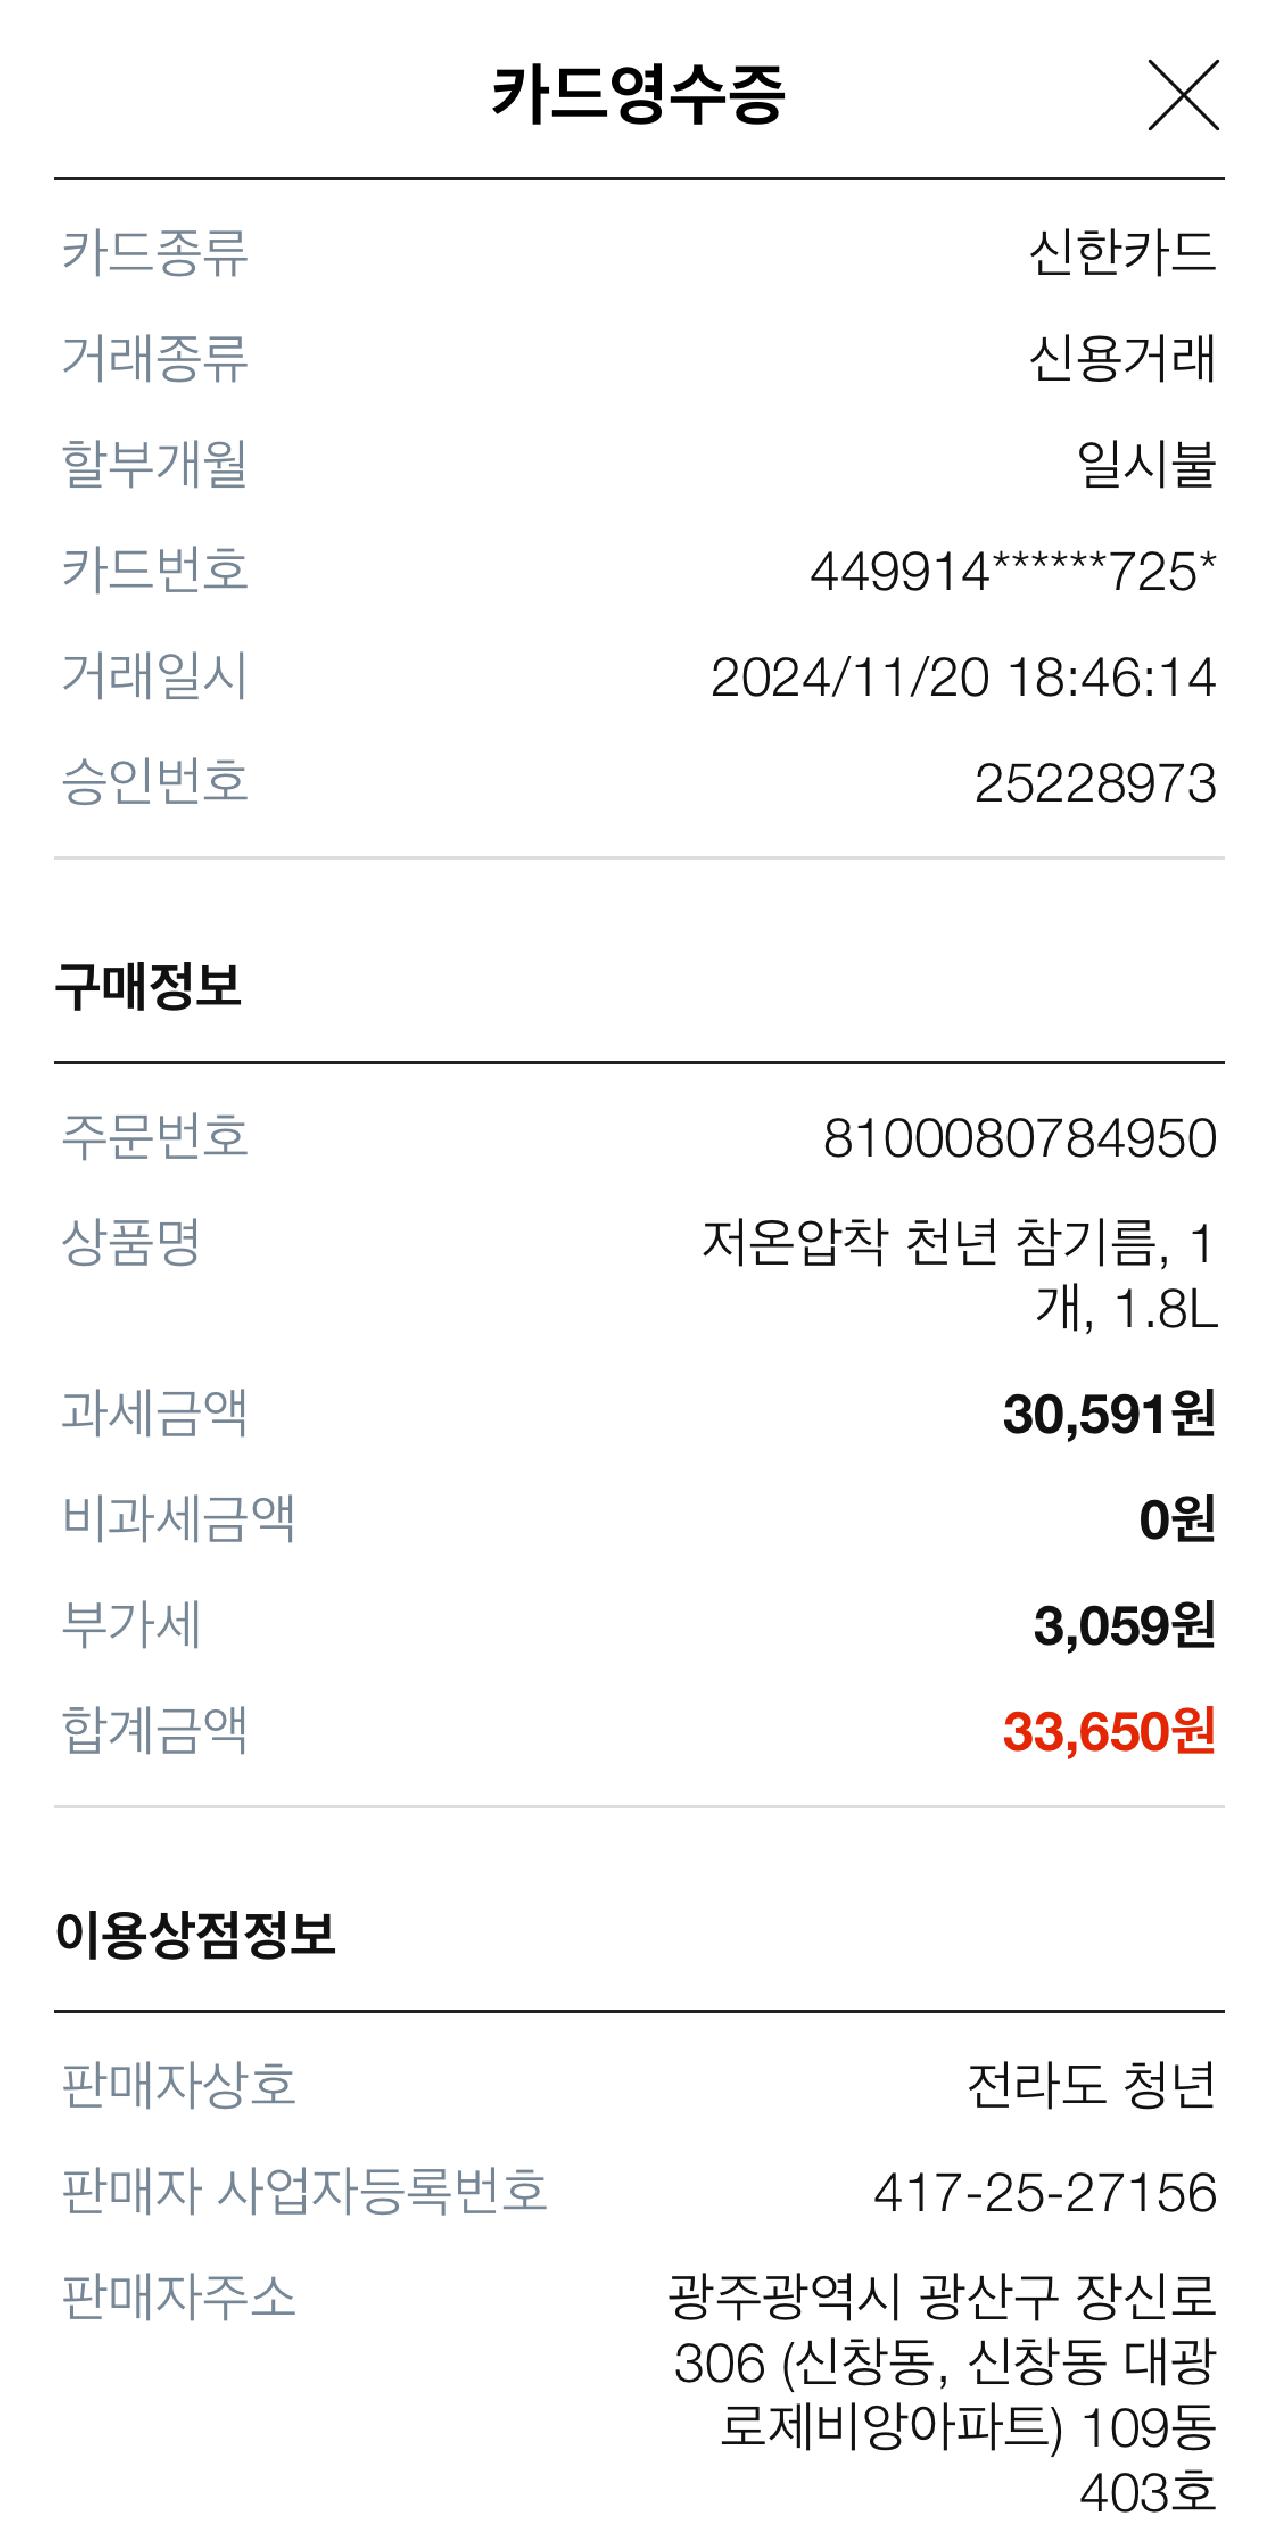 카드영수증
카드종류 신한카드
거래종류 신용거래
할부개월 일시불
카드번호 449914******725*
거래일시 2024/11/20 18:46:14
승인번호 25228973
구매정보
주문번호 8100080784950
상품명 저온압착 천년 참기름, 1
개, 1.8L
과세금액 30,591원
비과세금액 0원
부가세 3,059원
합계금액 33,650원
이용상점정보
판매자상호 전라도 청년
판매자 사업자등록번호 417-25-27156
판매자주소 광주광역시 광산구 장신로
306 (신창동, 신창동 대광
로제비앙아파트) 109동
403호